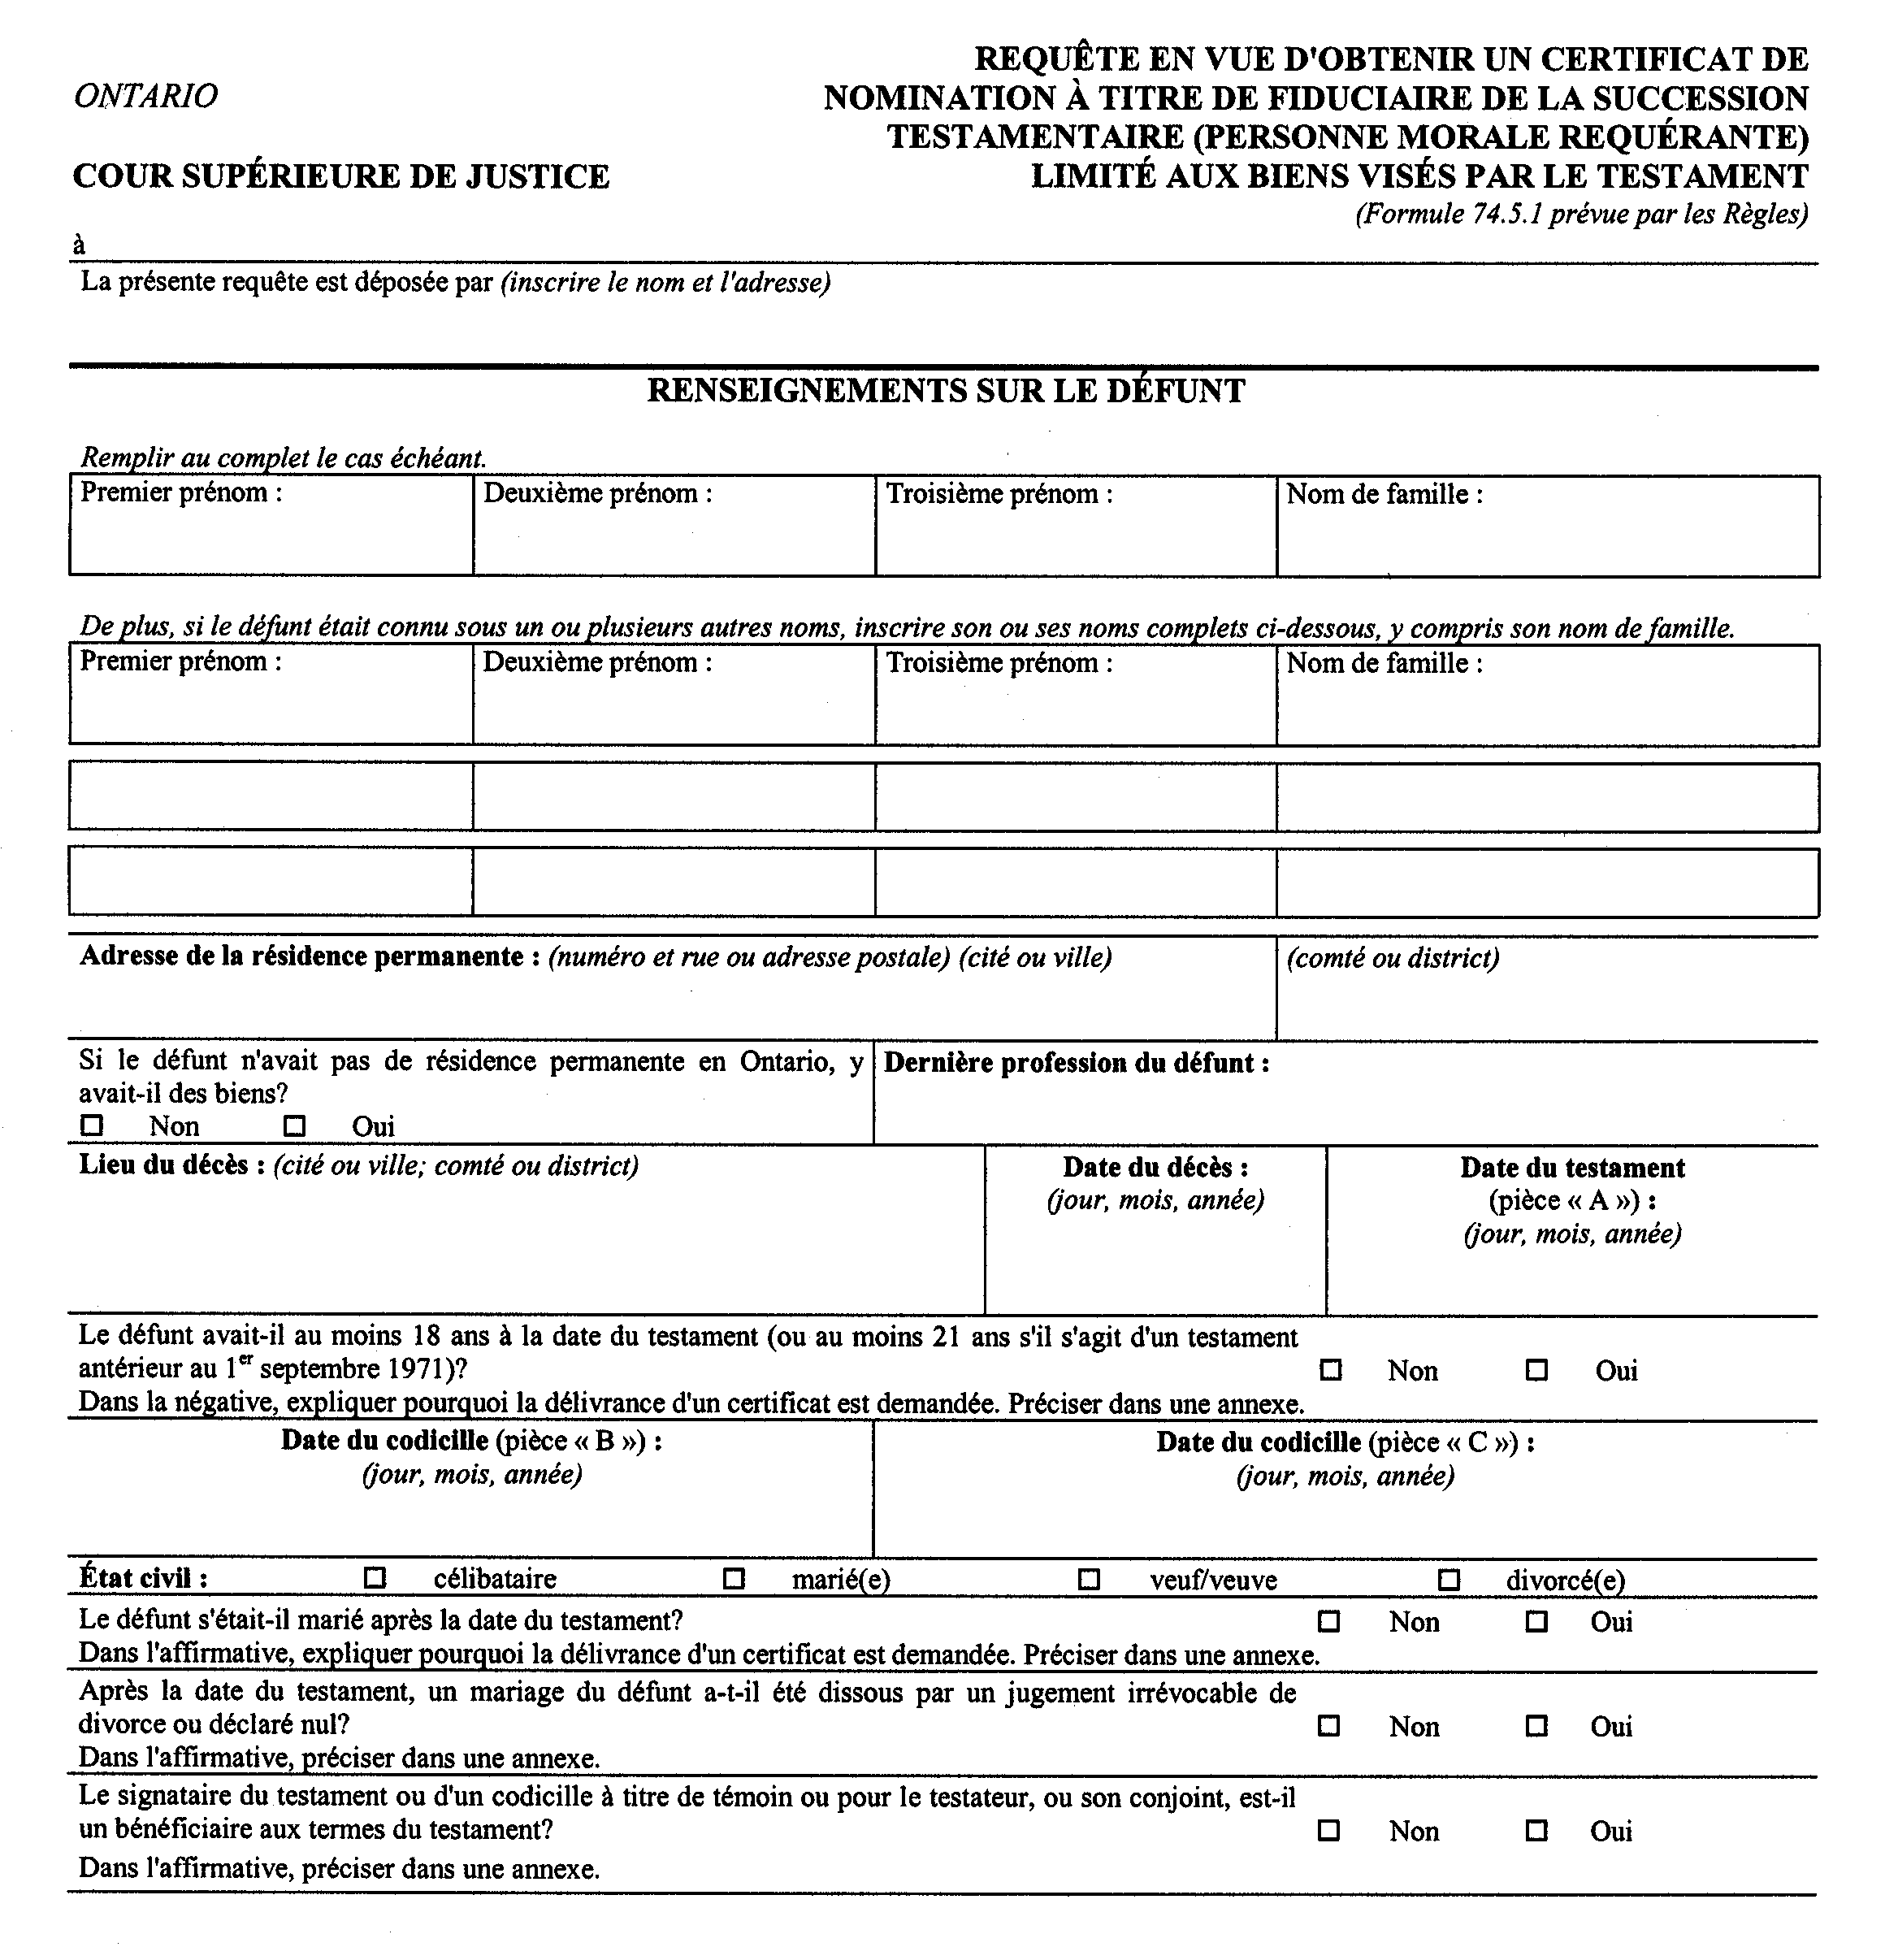 ONTARIO
COUR SUPÉRIEURE DE JUSTICE
REQUÊTE EN VUE D'OBTENIR UN CERTIFICAT DE
NOMINATION À TITRE DE FIDUCIAIRE DE LA SUCCESSION
TESTAMENTAIRE (PERSONNE MORALE REQUÉRANTE)
LIMITÉ AUX BIENS VISÉS PAR LE TESTAMENT
(Formule 74.5.1 prévue par les Règles)
à
La présente requête est déposée par (inscrire le nom et l'adresse)
RENSEIGNEMENTS SUR LE DÉFUNT
Remplir au complet le cas échéant.
Premier prénom : Deuxième prénom : Troisième prénom : Nom de famille :
De plus, si le défunt était connu sous un ou plusieurs autres noms, inscrire son ou ses noms complets ci-dessous, y compris son nom de famille.
Premier prénom : Deuxième prénom : Troisième prénom : Nom de famille :
Adresse de la résidence permanente : (numéro et rue ou adresse postale) (cité ou ville) (comté ou district)
Si le défunt n'avait pas de résidence permanente en Ontario, y
avait-il des biens?
☐ Non ☐ Oui
Dernière profession du défunt :
Lieu du décès : (cité ou ville; comté ou district)
Date du décès :
(jour, mois, année)
Date du testament
(pièce « A ») :
(jour, mois, année)
Le défunt avait-il au moins 18 ans à la date du testament (ou au moins 21 ans s'il s'agit d'un testament
antérieur au 1er septembre 1971)? ☐ Non ☐ Oui
Dans la négative, expliquer pourquoi la délivrance d'un certificat est demandée. Préciser dans une annexe.
Date du codicille (pièce « B ») :
(jour, mois, année)
Date du codicille (pièce « C ») :
(jour, mois, année)
État civil : ☐ célibataire ☐ marié(e) ☐ veuf/veuve ☐ divorcé(e)
Le défunt s'était-il marié après la date du testament? ☐ Non ☐ Oui
Dans l'affirmative, expliquer pourquoi la délivrance d'un certificat est demandée. Préciser dans une annexe.
Après la date du testament, un mariage du défunt a-t-il été dissous par un jugement irrévocable de
divorce ou déclaré nul? ☐ Non ☐ Oui
Dans l'affirmative, préciser dans une annexe.
Le signataire du testament ou d'un codicille à titre de témoin ou pour le testateur, ou son conjoint, est-il
un bénéficiaire aux termes du testament? ☐ Non ☐ Oui
Dans l'affirmative, préciser dans une annexe.